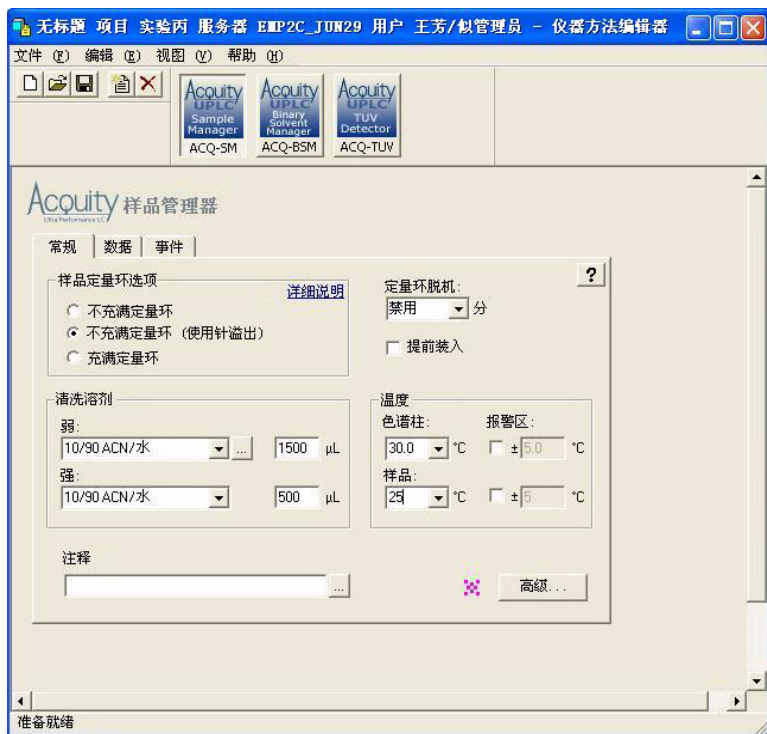 无标题 项目 实验丙 服务器 EMP2C_JUN29 用户 王芳/似管理员 - 仪器方法编辑器
文件 (F) 编辑 (E) 视图 (V) 帮助 (H)
Acquity UPLC Sample Manager
ACQ-SM
Acquity UPLC Binary Solvent Manager
ACQ-BSM
Acquity UPLC TUV Detector
ACQ-TUV
Acquity 样品管理器
Ultra Performance LC
常规 数据 事件
?
样品定量环选项 详细说明
不充满定量环
不充满定量环 (使用针溢出)
充满定量环
定量环脱机:
禁用 分
提前装入
清洗溶剂
弱:
10/90 ACN/水 ... 1500 µL
强:
10/90 ACN/水 500 µL
温度
色谱柱: 报警区:
30.0 °C ± 5.0 °C
样品:
25 °C ± 5 °C
注释
...
高级...
准备就绪